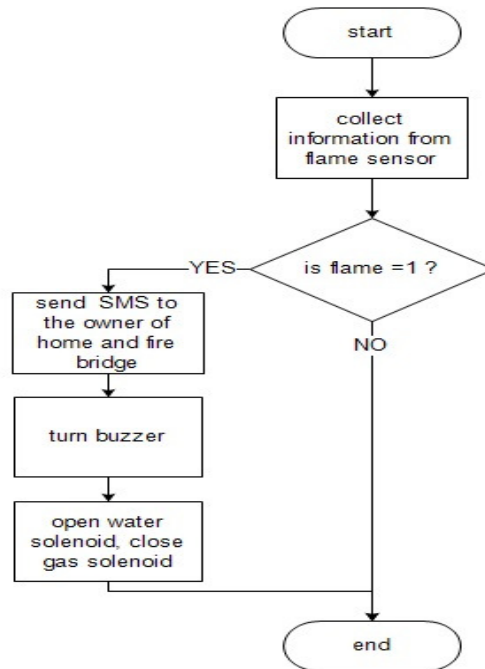 start
collect
information from
flame sensor
is flame =1 ?
YES
NO
send SMS to
the owner of
home and fire
bridge
turn buzzer
open water
solenoid, close
gas solenoid
end